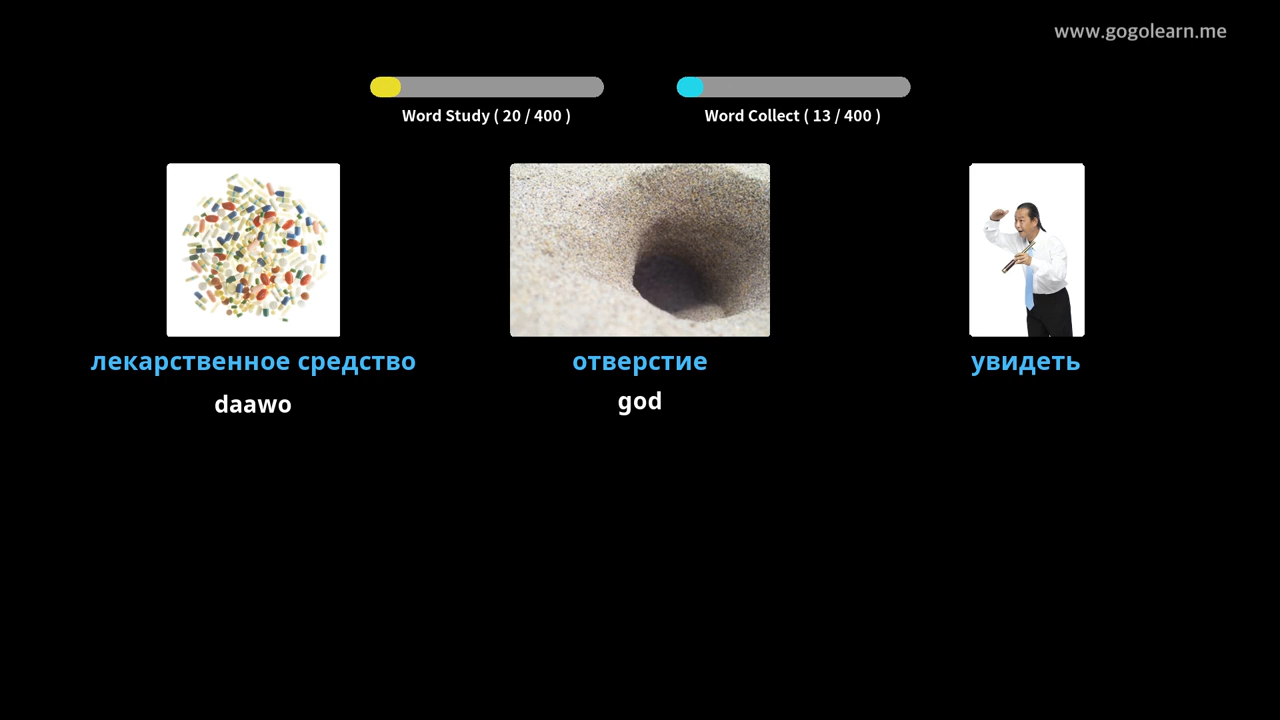 www.gogolearn.me
Word Study ( 20 / 400 )
Word Collect ( 13 / 400 )
лекарственное средство
отверстие
увидеть
daawo
god